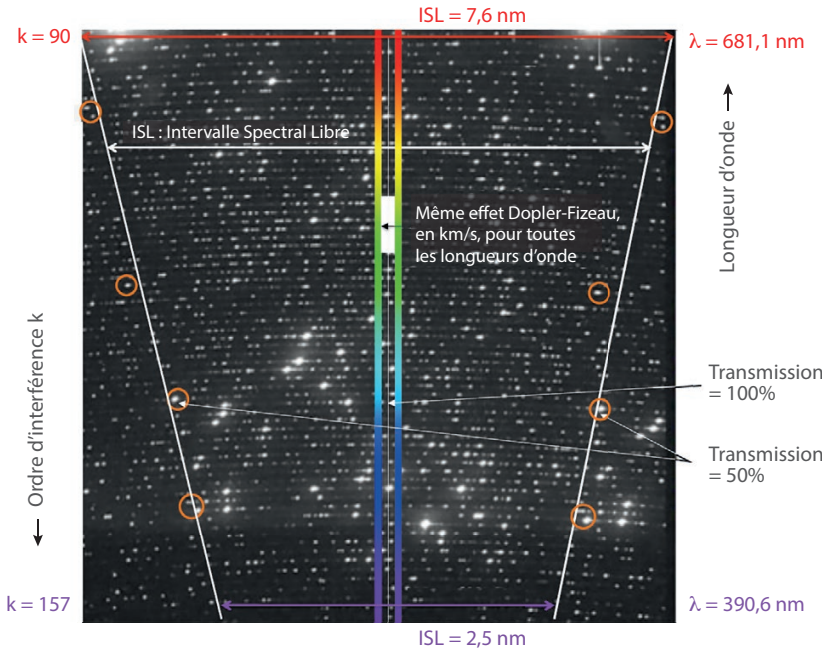 ISL = 7,6 nm
k = 90
λ = 681,1 nm
ISL : Intervalle Spectral Libre
Même effet Dopler-Fizeau,
en km/s, pour toutes
les longueurs d'onde
Longueur d'onde
Ordre d'interférence k
Transmission
= 100%
Transmission
= 50%
k = 157
λ = 390,6 nm
ISL = 2,5 nm